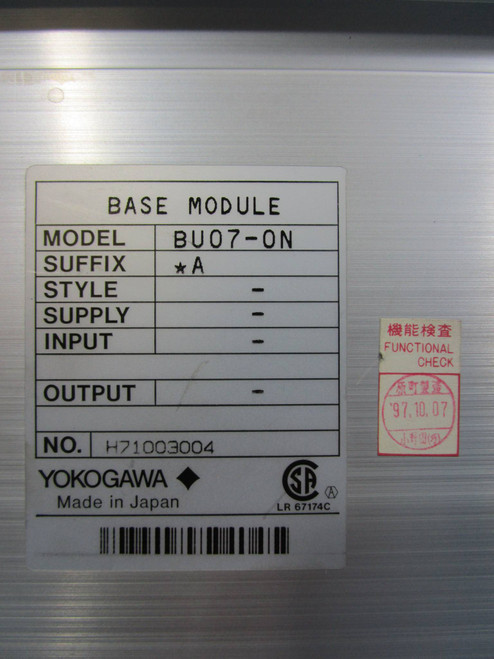 BASE MODULE
MODEL BU07-0N
SUFFIX *A
STYLE -
SUPPLY -
INPUT -
OUTPUT -
NO. H71003004
YOKOGAWA
Made in Japan
SA
A
LR 67174C
機能検査
FUNCTIONAL
CHECK
'97.10.07